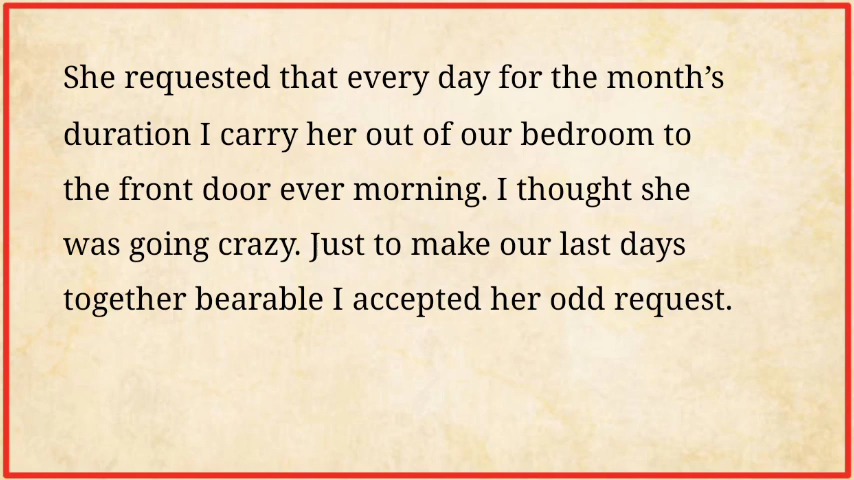 She requested that every day for the month’s
duration I carry her out of our bedroom to
the front door ever morning. I thought she
was going crazy. Just to make our last days
together bearable I accepted her odd request.